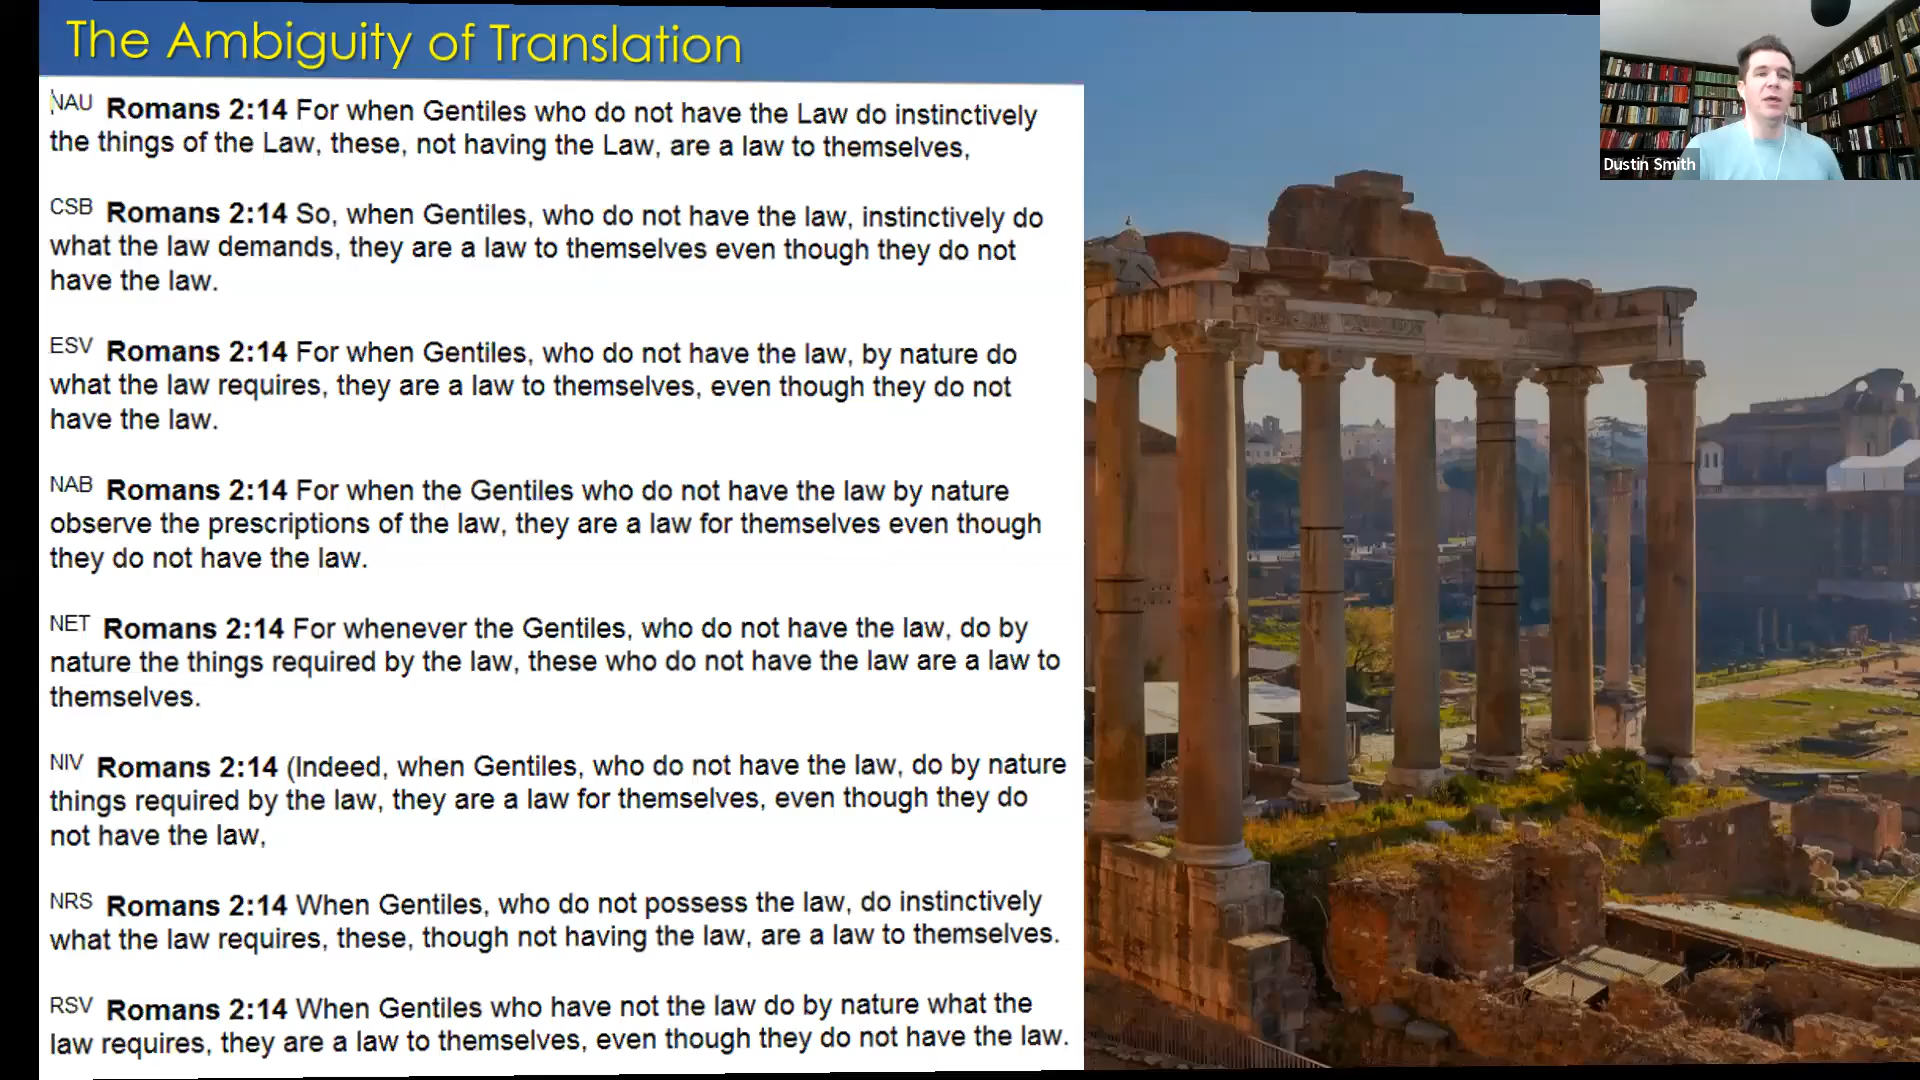 The Ambiguity of Translation
Dustin Smith
NAU Romans 2:14 For when Gentiles who do not have the Law do instinctively
the things of the Law, these, not having the Law, are a law to themselves,
CSB Romans 2:14 So, when Gentiles, who do not have the law, instinctively do
what the law demands, they are a law to themselves even though they do not
have the law.
ESV Romans 2:14 For when Gentiles, who do not have the law, by nature do
what the law requires, they are a law to themselves, even though they do not
have the law.
NAB Romans 2:14 For when the Gentiles who do not have the law by nature
observe the prescriptions of the law, they are a law for themselves even though
they do not have the law.
NET Romans 2:14 For whenever the Gentiles, who do not have the law, do by
nature the things required by the law, these who do not have the law are a law to
themselves.
NIV Romans 2:14 (Indeed, when Gentiles, who do not have the law, do by nature
things required by the law, they are a law for themselves, even though they do
not have the law,
NRS Romans 2:14 When Gentiles, who do not possess the law, do instinctively
what the law requires, these, though not having the law, are a law to themselves.
RSV Romans 2:14 When Gentiles who have not the law do by nature what the
law requires, they are a law to themselves, even though they do not have the law.